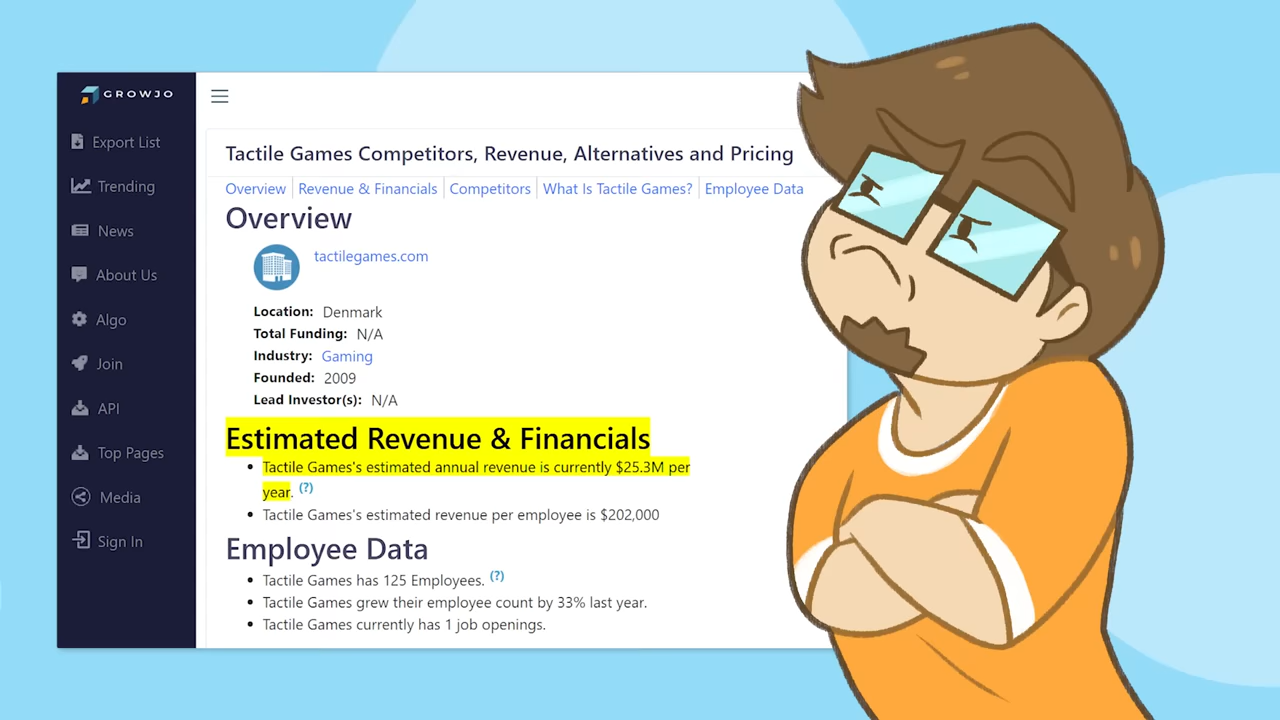 GROWJO
Export List
Trending
News
About Us
Algo
Join
API
Top Pages
Media
Sign In
Tactile Games Competitors, Revenue, Alternatives and Pricing
Overview
Revenue & Financials
Competitors
What Is Tactile Games?
Employee Data
Overview
tactilegames.com
Location: Denmark
Total Funding: N/A
Industry: Gaming
Founded: 2009
Lead Investor(s): N/A
Estimated Revenue & Financials
• Tactile Games's estimated annual revenue is currently $25.3M per
year. (?)
• Tactile Games's estimated revenue per employee is $202,000
Employee Data
• Tactile Games has 125 Employees. (?)
• Tactile Games grew their employee count by 33% last year.
• Tactile Games currently has 1 job openings.